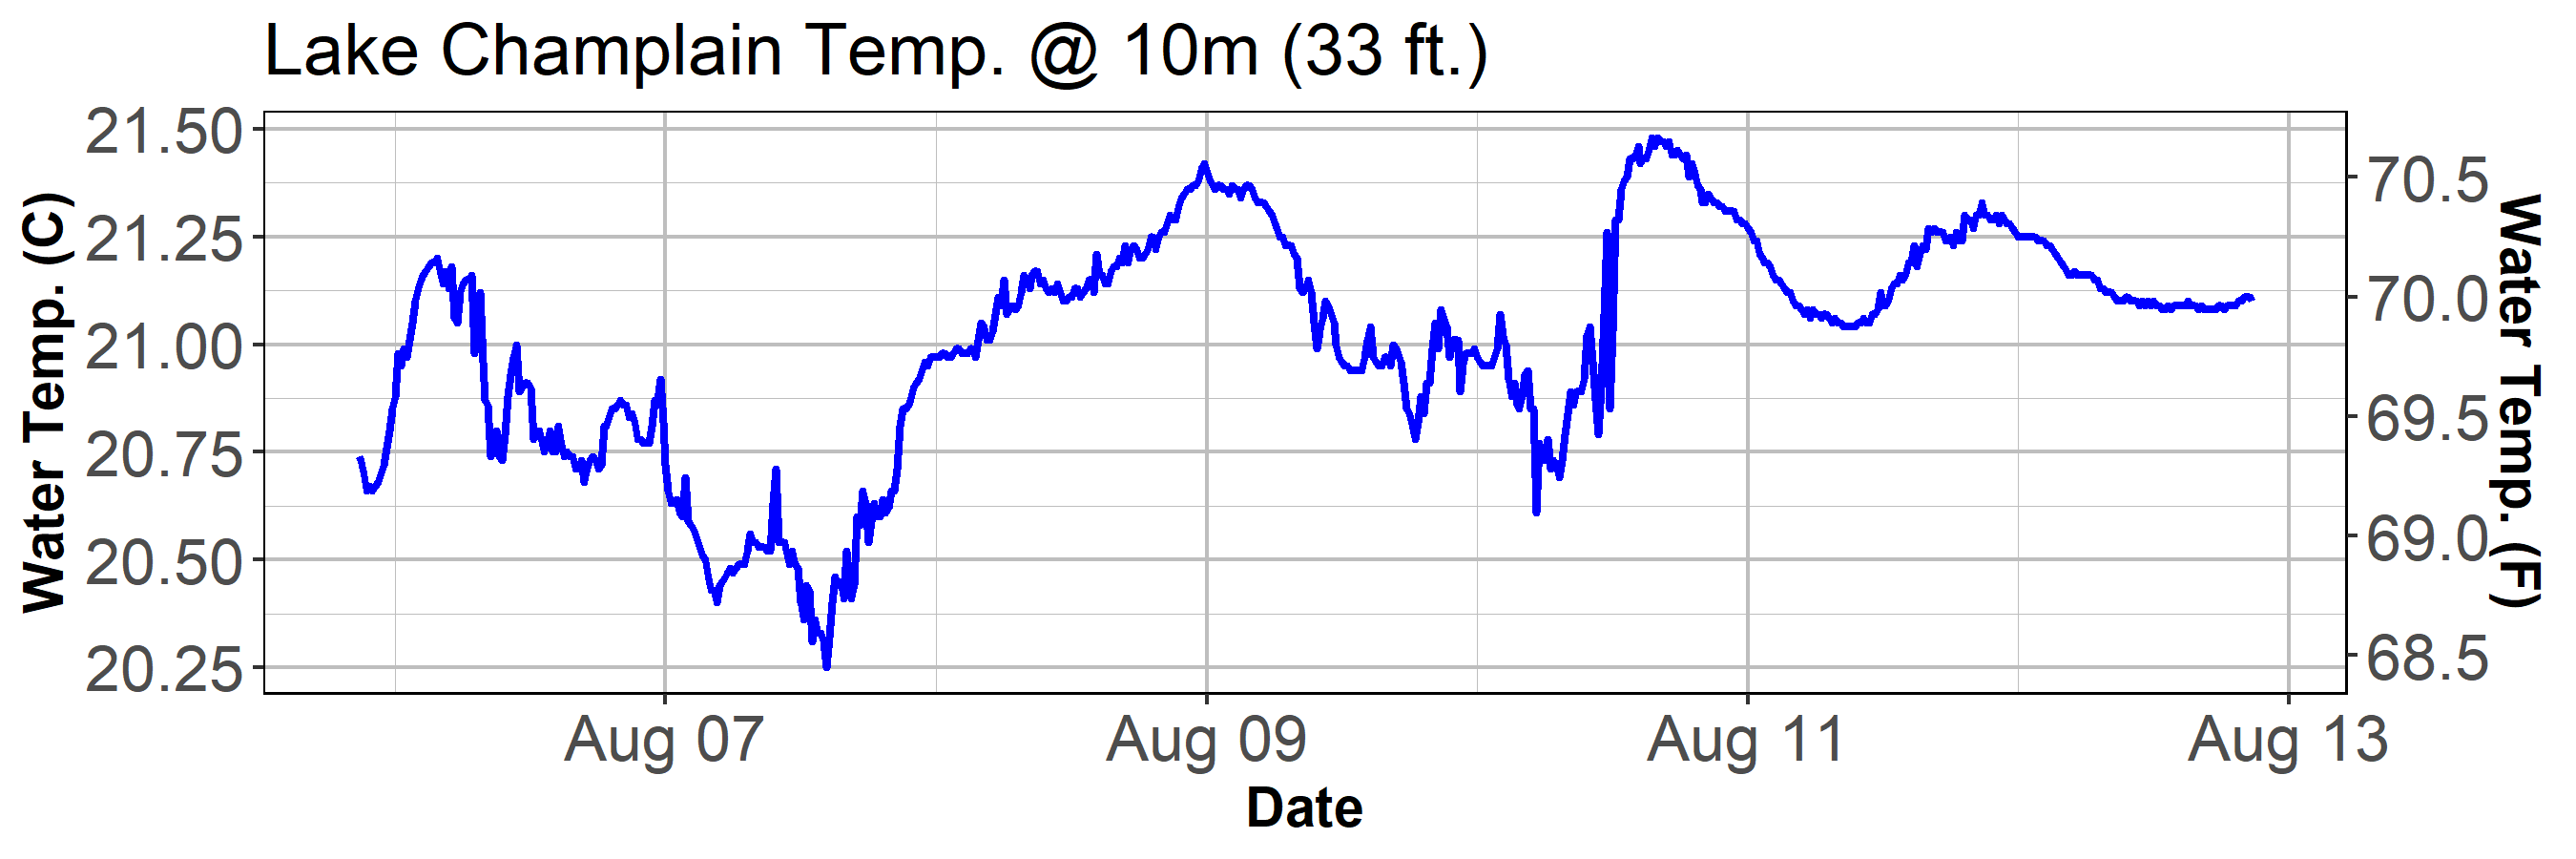 Lake Champlain Temp. @ 10m (33 ft.)
Water Temp. (C)
21.50
21.25
21.00
20.75
20.50
20.25
70.5
70.0
69.5
69.0
68.5
Water Temp. (F)
Aug 07 Aug 09 Aug 11 Aug 13
Date